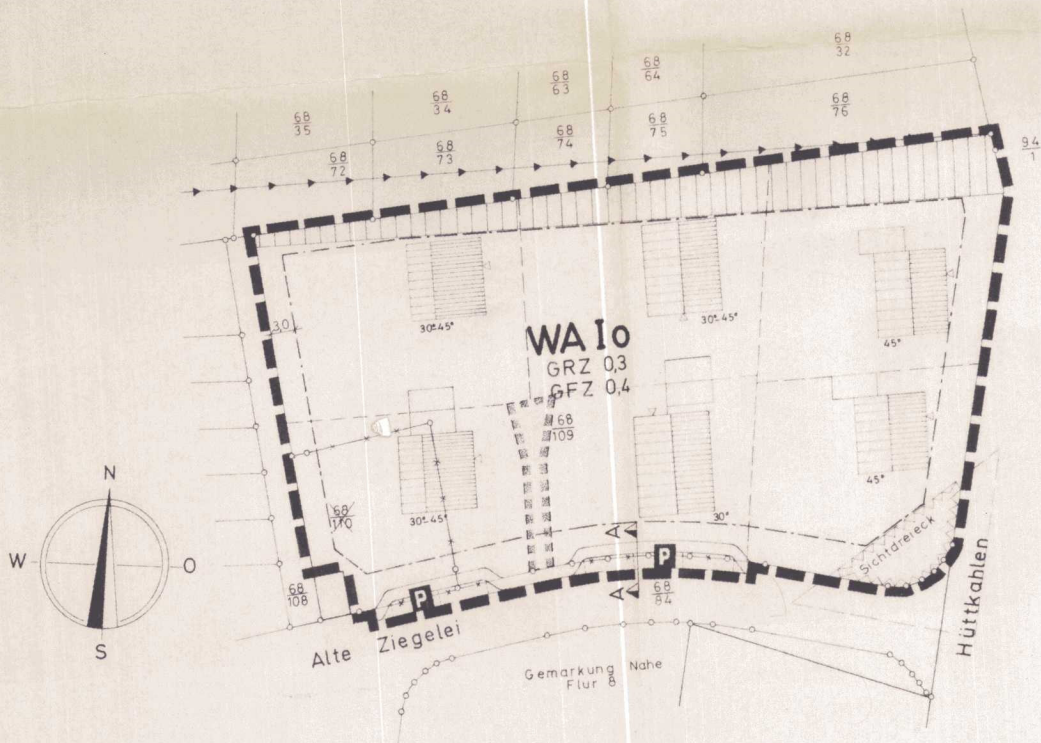 68
32
68
64
68
63
68
34
68
35
68
76
68
75
68
74
68
73
68
72
94
1
3,0
30°-45°
30°-45°
45°
WA Io
GRZ 0,3
GFZ 0,4
68
109
68/
110
30°-45°
30°
45°
Sichtdreieck
N
W
O
S
A
A
P
P
68
108
68
84
Alte Ziegelei
Hüttkahlen
Gemarkung Nahe
Flur 8